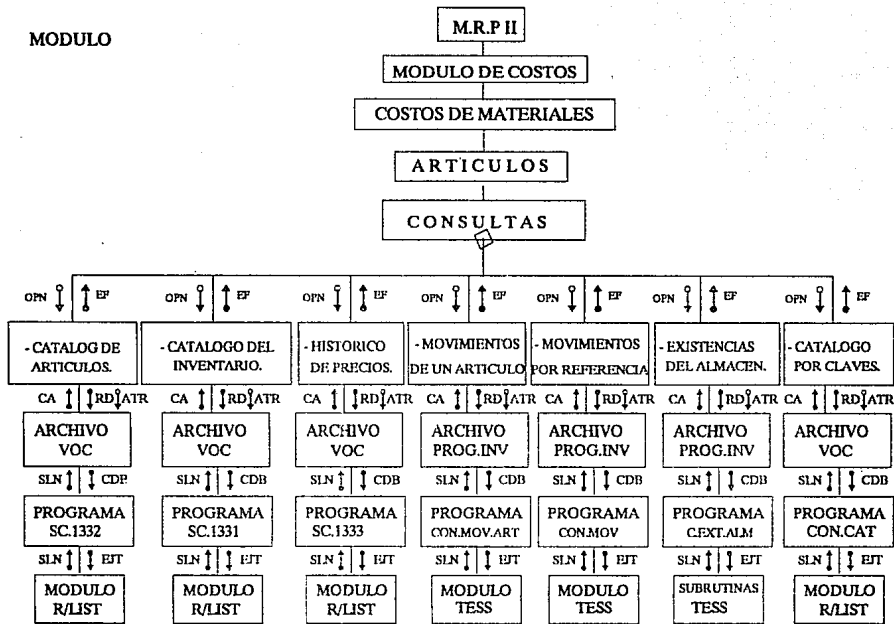 MODULO
M.R.P II
MODULO DE COSTOS
COSTOS DE MATERIALES
ARTICULOS
CONSULTAS
OPN EF OPN EF OPN EF OPN EF OPN EF OPN EF OPN EF
- CATALOG DE ARTICULOS.
- CATALOGO DEL INVENTARIO.
- HISTORICO DE PRECIOS.
- MOVIMIENTOS DE UN ARTICULO
- MOVIMIENTOS POR REFERENCIA
- EXISTENCIAS DEL ALMACEN.
- CATALOGO POR CLAVES.
CA RD ATR CA RD ATR CA RD ATR CA RD ATR CA RD ATR CA RD ATR CA RD ATR
ARCHIVO VOC
ARCHIVO VOC
ARCHIVO VOC
ARCHIVO PROG.INV
ARCHIVO PROG.INV
ARCHIVO PROG.INV
ARCHIVO VOC
SLN CDB SLN CDB SLN CDB SLN CDB SLN CDB SLN CDB SLN CDB
PROGRAMA SC.1332
PROGRAMA SC.1331
PROGRAMA SC.1333
PROGRAMA CON.MOV.ART
PROGRAMA CON.MOV
PROGRAMA C.EXT.ALM
PROGRAMA CON.CAT
SLN EJT SLN EJT SLN EJT SLN EJT SLN EJT SLN EJT SLN EJT
MODULO R/LIST
MODULO R/LIST
MODULO R/LIST
MODULO TESS
MODULO TESS
SUBRUTINAS TESS
MODULO R/LIST